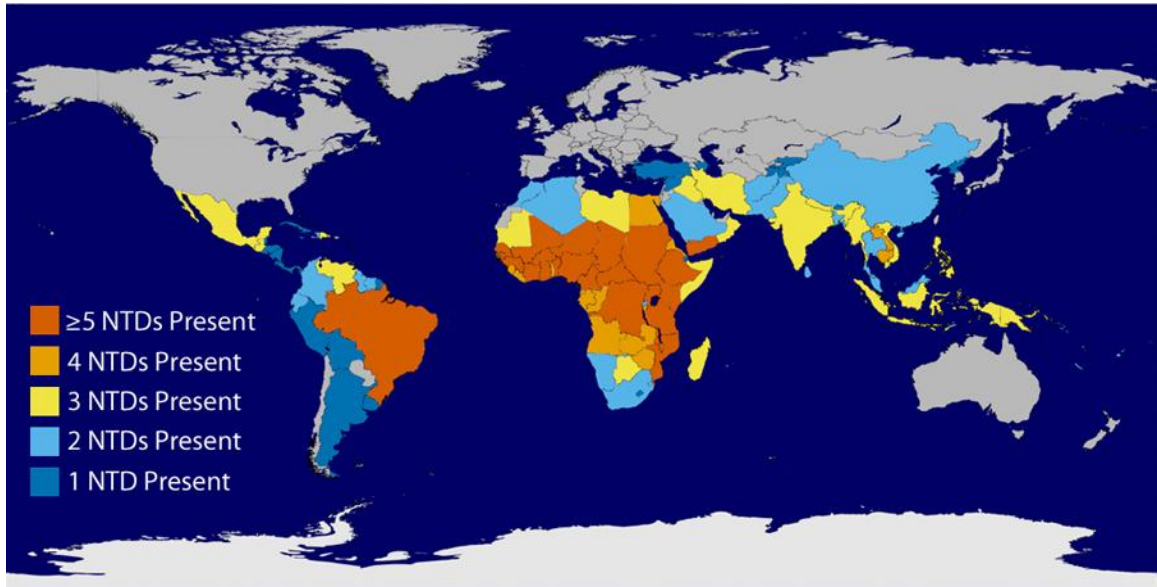 ≥5 NTDs Present
4 NTDs Present
3 NTDs Present
2 NTDs Present
1 NTD Present